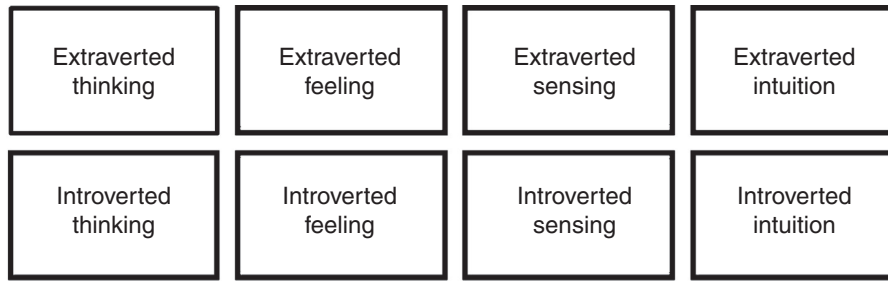 Extraverted
thinking
Extraverted
feeling
Extraverted
sensing
Extraverted
intuition
Introverted
thinking
Introverted
feeling
Introverted
sensing
Introverted
intuition